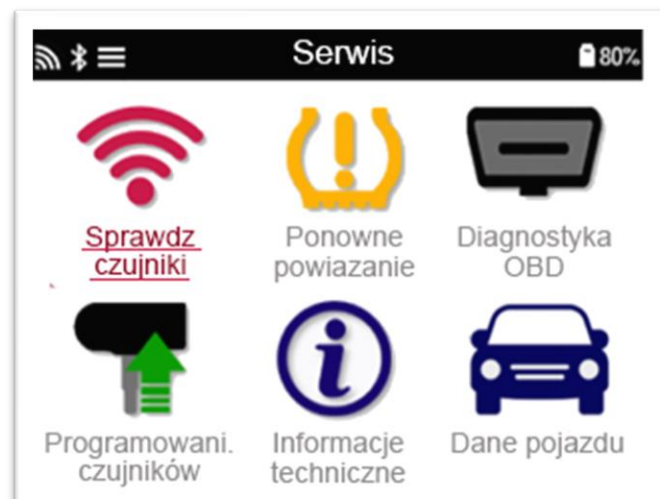 Serwis
80%
Sprawdz
czujniki
Ponowne
powiazanie
Diagnostyka
OBD
Programowani.
czujników
Informacje
techniczne
Dane pojazdu